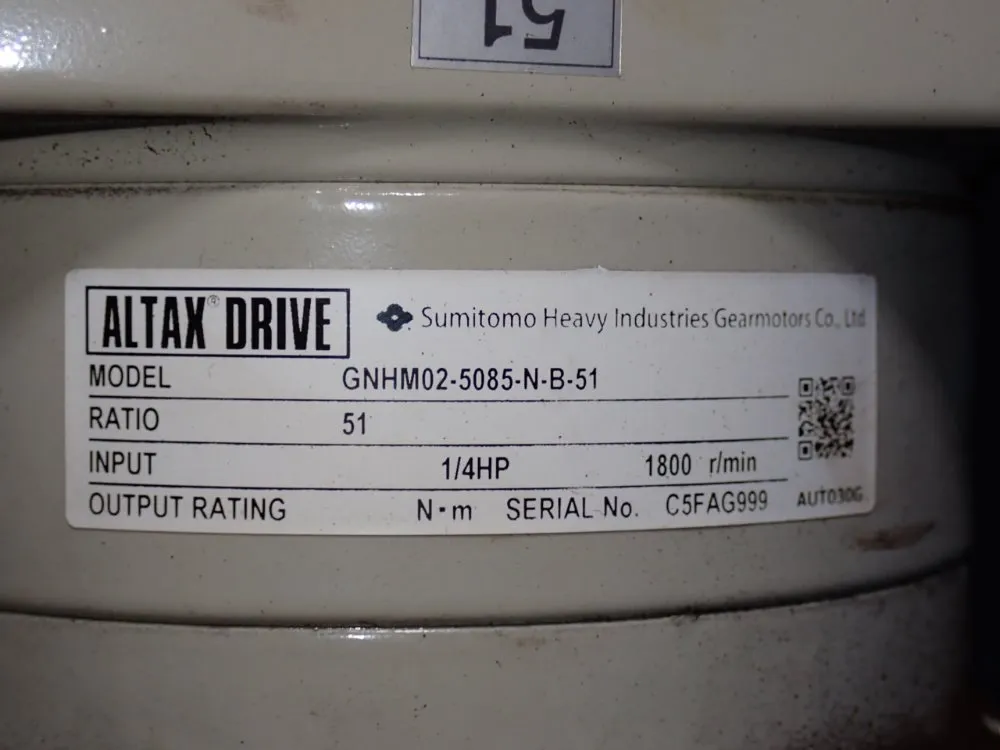 51
ALTAX® DRIVE Sumitomo Heavy Industries Gearmotors Co., Ltd.
MODEL GNHM02-5085-N-B-51
RATIO 51
INPUT 1/4HP 1800 r/min
OUTPUT RATING N·m SERIAL No. C5FAG999 AUT030G